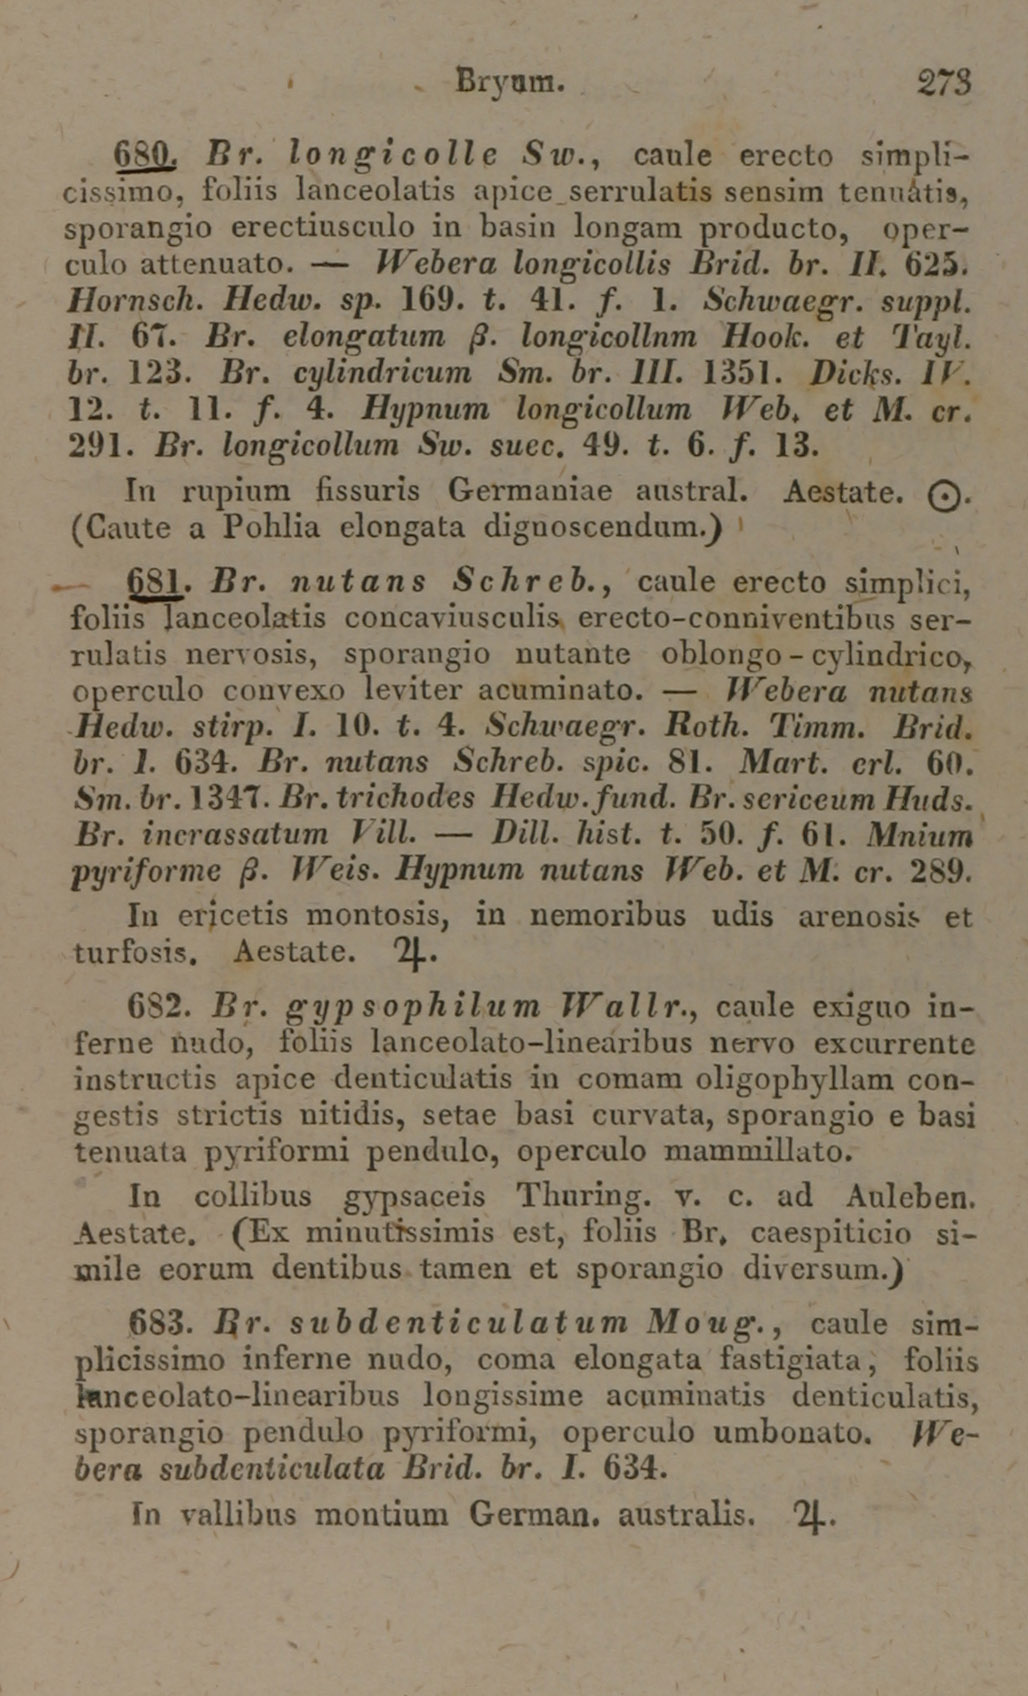 Bryum. 273
680. Br. longicolle Sw., caule erecto simpli-
cissimo, foliis lanceolatis apice serrulatis sensim tenuatis,
sporangio erectiusculo in basin longam producto, oper-
culo attenuato. — Webera longicollis Brid. br. II. 625.
Hornsch. Hedw. sp. 169. t. 41. f. 1. Schwaegr. suppl.
II. 67. Br. elongatum β. longicollnm Hook. et Tayl.
br. 123. Br. cylindricum Sm. br. III. 1351. Dicks. IV.
12. t. 11. f. 4. Hypnum longicollum Web. et M. cr.
291. Br. longicollum Sw. suec. 49. t. 6. f. 13.
In rupium fissuris Germaniae austral. Aestate. ⊙.
(Caute a Pohlia elongata dignoscendum.)
— 681. Br. nutans Schreb., caule erecto simplici,
foliis lanceolatis concaviusculis erecto-conniventibus ser-
rulatis nervosis, sporangio nutante oblongo-cylindrico,
operculo convexo leviter acuminato. — Webera nutans
Hedw. stirp. I. 10. t. 4. Schwaegr. Roth. Timm. Brid.
br. I. 634. Br. nutans Schreb. spic. 81. Mart. erl. 60.
Sm. br. 1347. Br. trichodes Hedw. fund. Br. sericeum Huds.
Br. incrassatum Vill. — Dill. hist. t. 50. f. 61. Mnium
pyriforme β. Weis. Hypnum nutans Web. et M. cr. 289.
In ericetis montosis, in nemoribus udis arenosis et
turfosis. Aestate. ♃.
682. Br. gypsophilum Wallr., caule exiguo in-
ferne nudo, foliis lanceolato-linearibus nervo excurrente
instructis apice denticulatis in comam oligophyllam con-
gestis strictis nitidis, setae basi curvata, sporangio e basi
tenuata pyriformi pendulo, operculo mammillato.
In collibus gypsaceis Thuring. v. c. ad Auleben.
Aestate. (Ex minutissimis est, foliis Br. caespiticio si-
mile eorum dentibus tamen et sporangio diversum.)
683. Br. subdenticulatum Moug., caule sim-
plicissimo inferne nudo, coma elongata fastigiata, foliis
lanceolato-linearibus longissime acuminatis denticulatis,
sporangio pendulo pyriformi, operculo umbonato. We-
bera subdenticulata Brid. br. I. 634.
In vallibus montium German. australis. ♃.